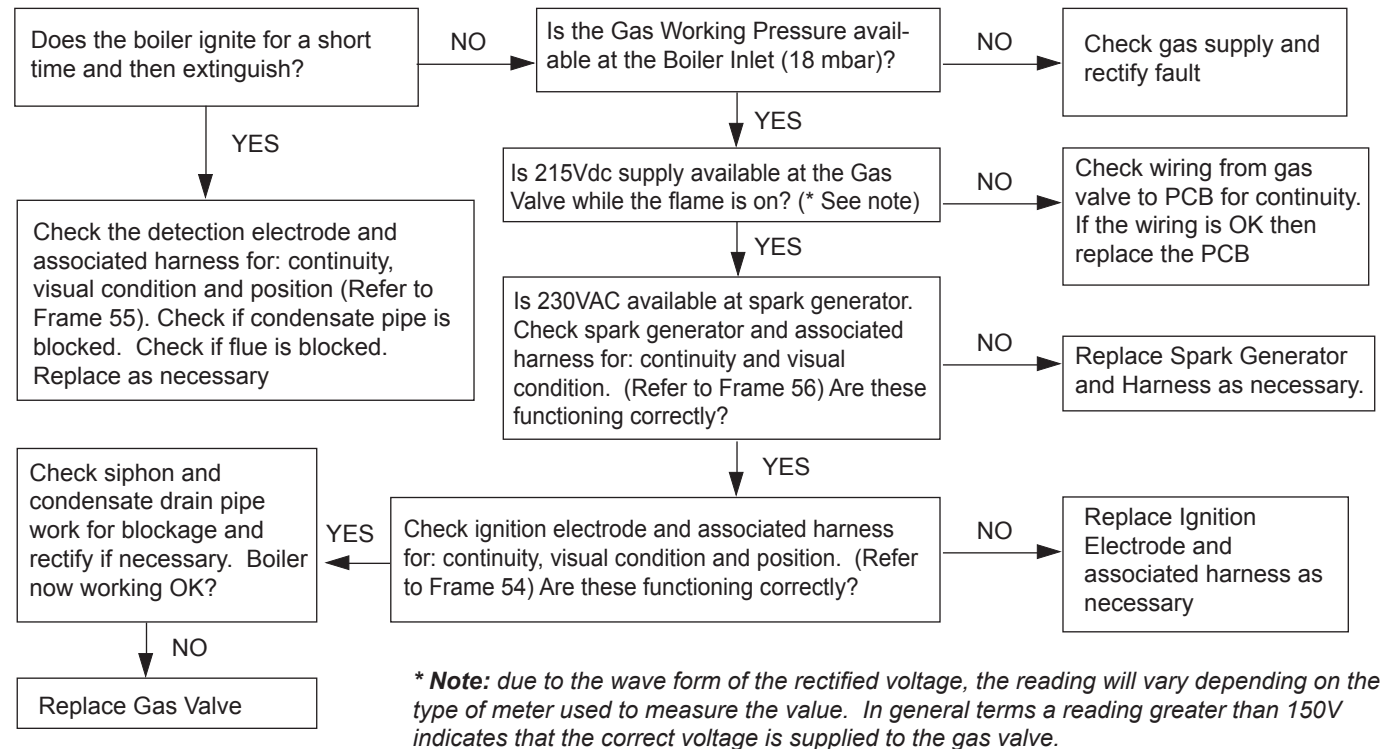 Does the boiler ignite for a short
time and then extinguish?
NO
Is the Gas Working Pressure avail-
able at the Boiler Inlet (18 mbar)?
NO
Check gas supply and
rectify fault
YES
YES
Check the detection electrode and
associated harness for: continuity,
visual condition and position (Refer to
Frame 55). Check if condensate pipe is
blocked.  Check if flue is blocked.
Replace as necessary
Is 215Vdc supply available at the Gas
Valve while the flame is on? (* See note)
NO
Check wiring from gas
valve to PCB for continuity.
If the wiring is OK then
replace the PCB
YES
Is 230VAC available at spark generator.
Check spark generator and associated
harness for: continuity and visual
condition.  (Refer to Frame 56) Are these
functioning correctly?
NO
Replace Spark Generator
and Harness as necessary.
YES
Check ignition electrode and associated harness
for: continuity, visual condition and position.  (Refer
to Frame 54) Are these functioning correctly?
NO
Replace Ignition
Electrode and
associated harness as
necessary
YES
Check siphon and
condensate drain pipe
work for blockage and
rectify if necessary.  Boiler
now working OK?
NO
Replace Gas Valve
* Note: due to the wave form of the rectified voltage, the reading will vary depending on the
type of meter used to measure the value.  In general terms a reading greater than 150V
indicates that the correct voltage is supplied to the gas valve.